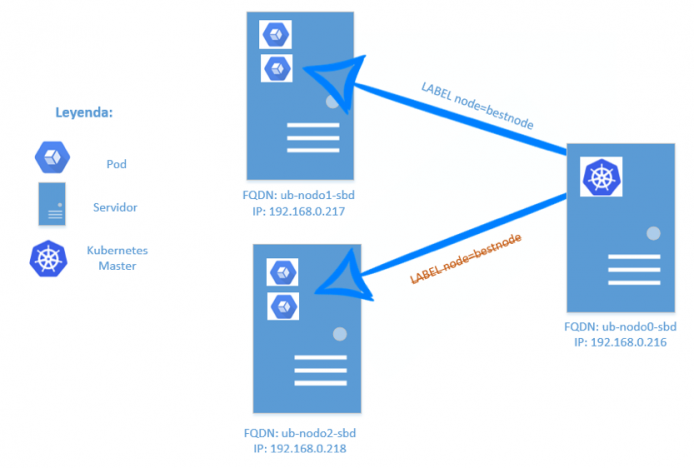 Leyenda:
Pod
Servidor
Kubernetes
Master
FQDN: ub-nodo1-sbd
IP: 192.168.0.217
LABEL node=bestnode
LABEL node=bestnode
FQDN: ub-nodo0-sbd
IP: 192.168.0.216
FQDN: ub-nodo2-sbd
IP: 192.168.0.218